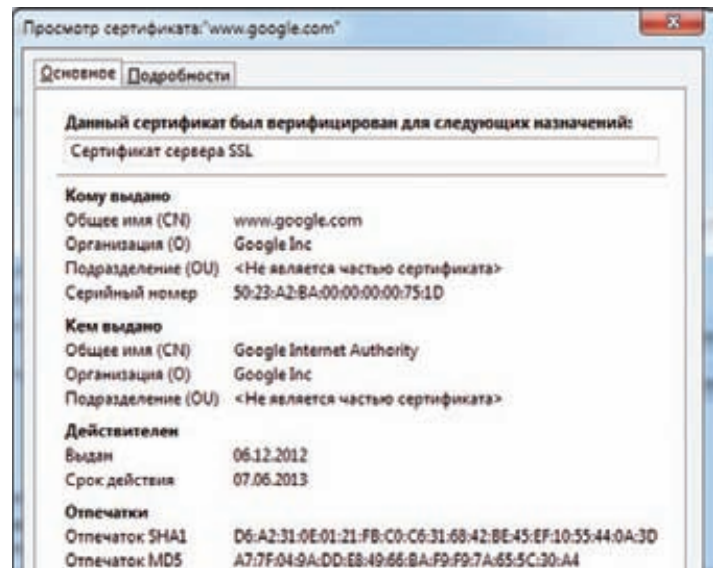 Просмотр сертификата:"www.google.com"
Основное Подробности
Данный сертификат был верифицирован для следующих назначений:
Сертификат сервера SSL
Кому выдано
Общее имя (CN) www.google.com
Организация (O) Google Inc
Подразделение (OU) <Не является частью сертификата>
Серийный номер 50:23:A2:BA:00:00:00:00:75:1D
Кем выдано
Общее имя (CN) Google Internet Authority
Организация (O) Google Inc
Подразделение (OU) <Не является частью сертификата>
Действителен
Выдан 06.12.2012
Срок действия 07.06.2013
Отпечатки
Отпечаток SHA1 D6:A2:31:0E:01:21:FB:C0:C6:31:68:42:BE:45:EF:10:55:44:0A:3D
Отпечаток MD5 A7:7F:04:9A:DD:E8:49:66:BA:F9:F9:7A:65:5C:30:A4